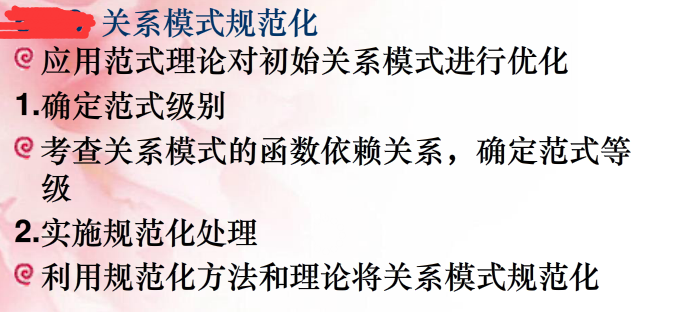 关系模式规范化
应用范式理论对初始关系模式进行优化
1.确定范式级别
考查关系模式的函数依赖关系，确定范式等
级
2.实施规范化处理
利用规范化方法和理论将关系模式规范化